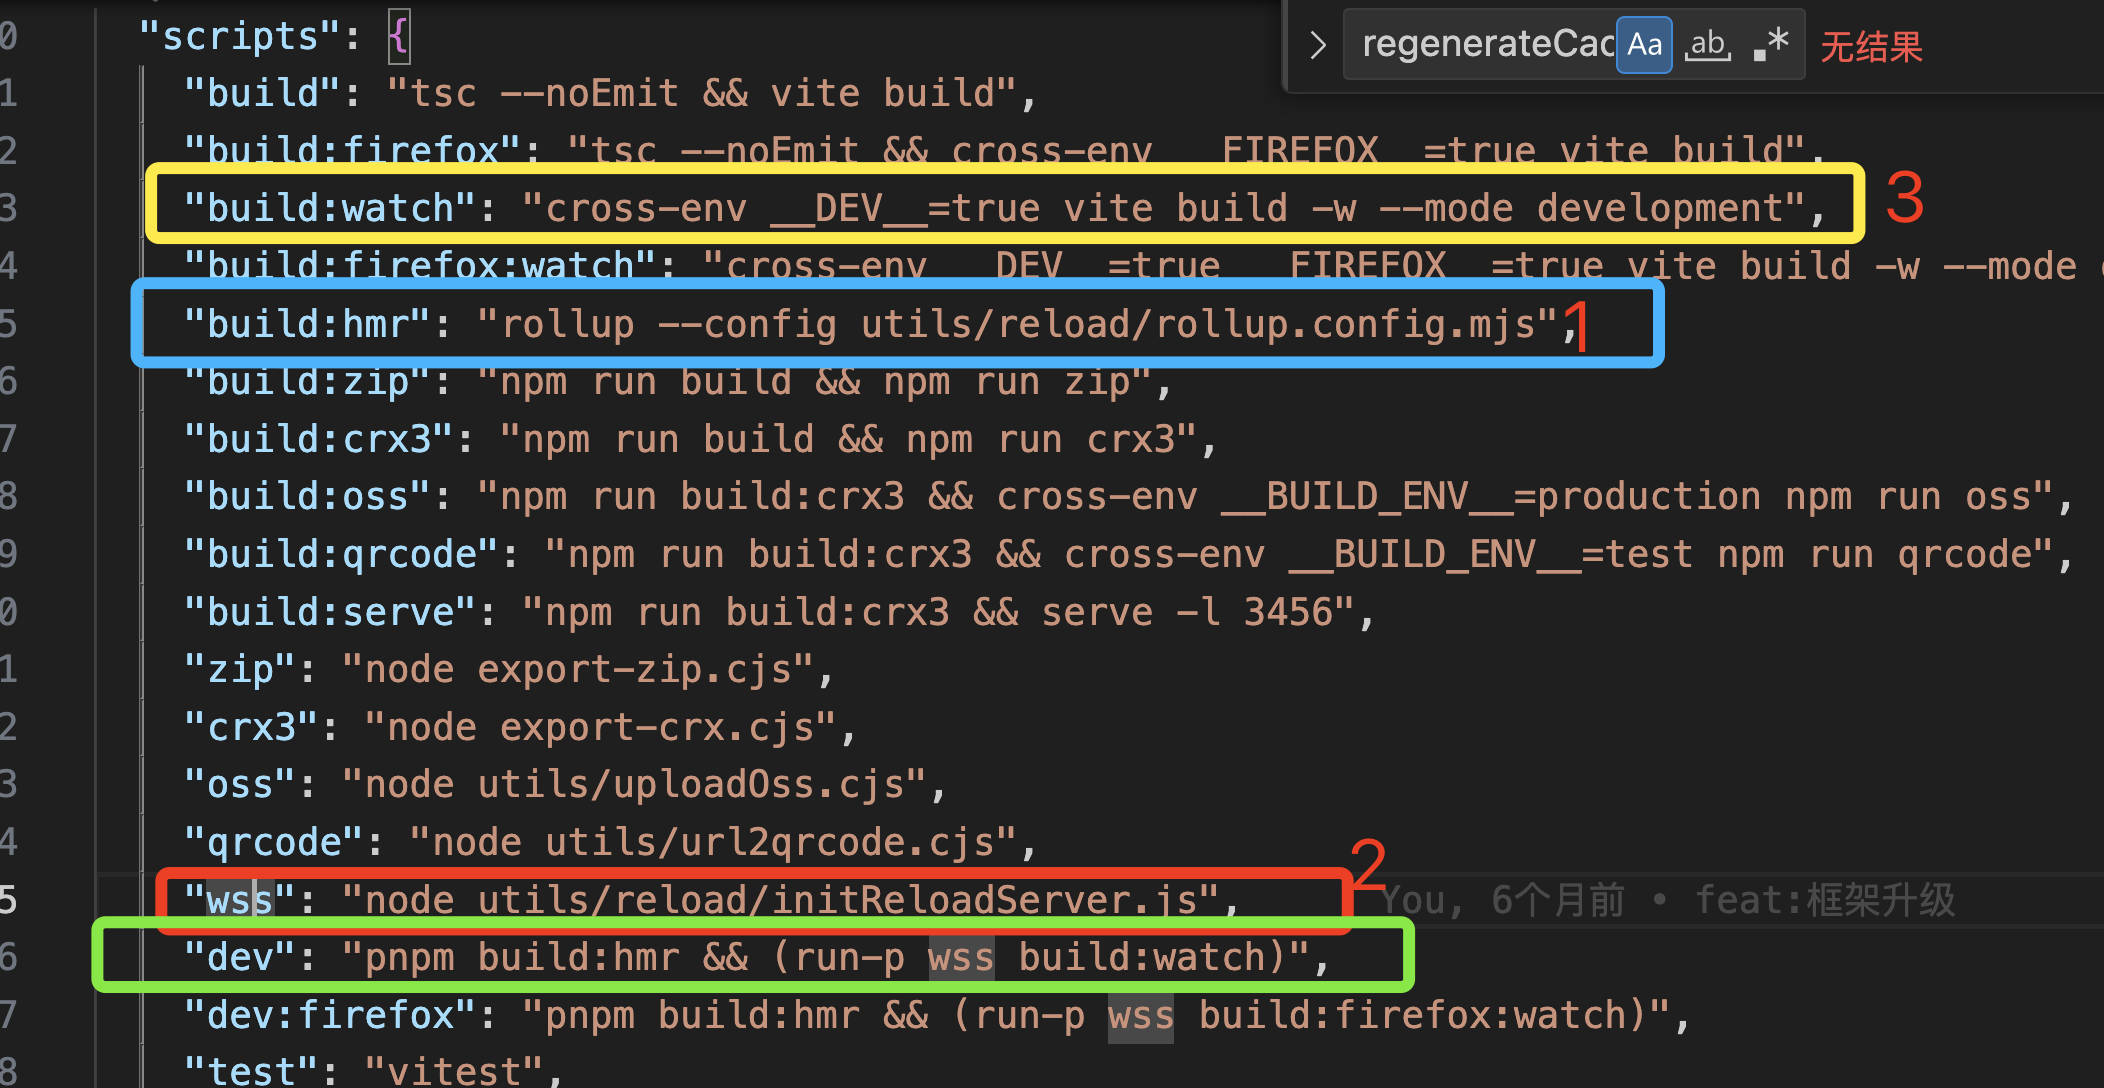 0 "scripts": {
regenerateCac Aa ab .* 无结果
1 "build": "tsc --noEmit && vite build",
2 "build:firefox": "tsc --noEmit && cross-env __FIREFOX__=true vite build",
3 "build:watch": "cross-env __DEV__=true vite build -w --mode development", 3
4 "build:firefox:watch": "cross-env __DEV__=true __FIREFOX__=true vite build -w --mode
5 "build:hmr": "rollup --config utils/reload/rollup.config.mjs", 1
6 "build:zip": "npm run build && npm run zip",
7 "build:crx3": "npm run build && npm run crx3",
8 "build:oss": "npm run build:crx3 && cross-env __BUILD_ENV__=production npm run oss",
9 "build:qrcode": "npm run build:crx3 && cross-env __BUILD_ENV__=test npm run qrcode",
0 "build:serve": "npm run build:crx3 && serve -l 3456",
1 "zip": "node export-zip.cjs",
2 "crx3": "node export-crx.cjs",
3 "oss": "node utils/uploadOss.cjs",
4 "qrcode": "node utils/url2qrcode.cjs",
5 "wss": "node utils/reload/initReloadServer.js", 2 You, 6个月前 • feat:框架升级
6 "dev": "pnpm build:hmr && (run-p wss build:watch)",
7 "dev:firefox": "pnpm build:hmr && (run-p wss build:firefox:watch)",
8 "test": "vitest",